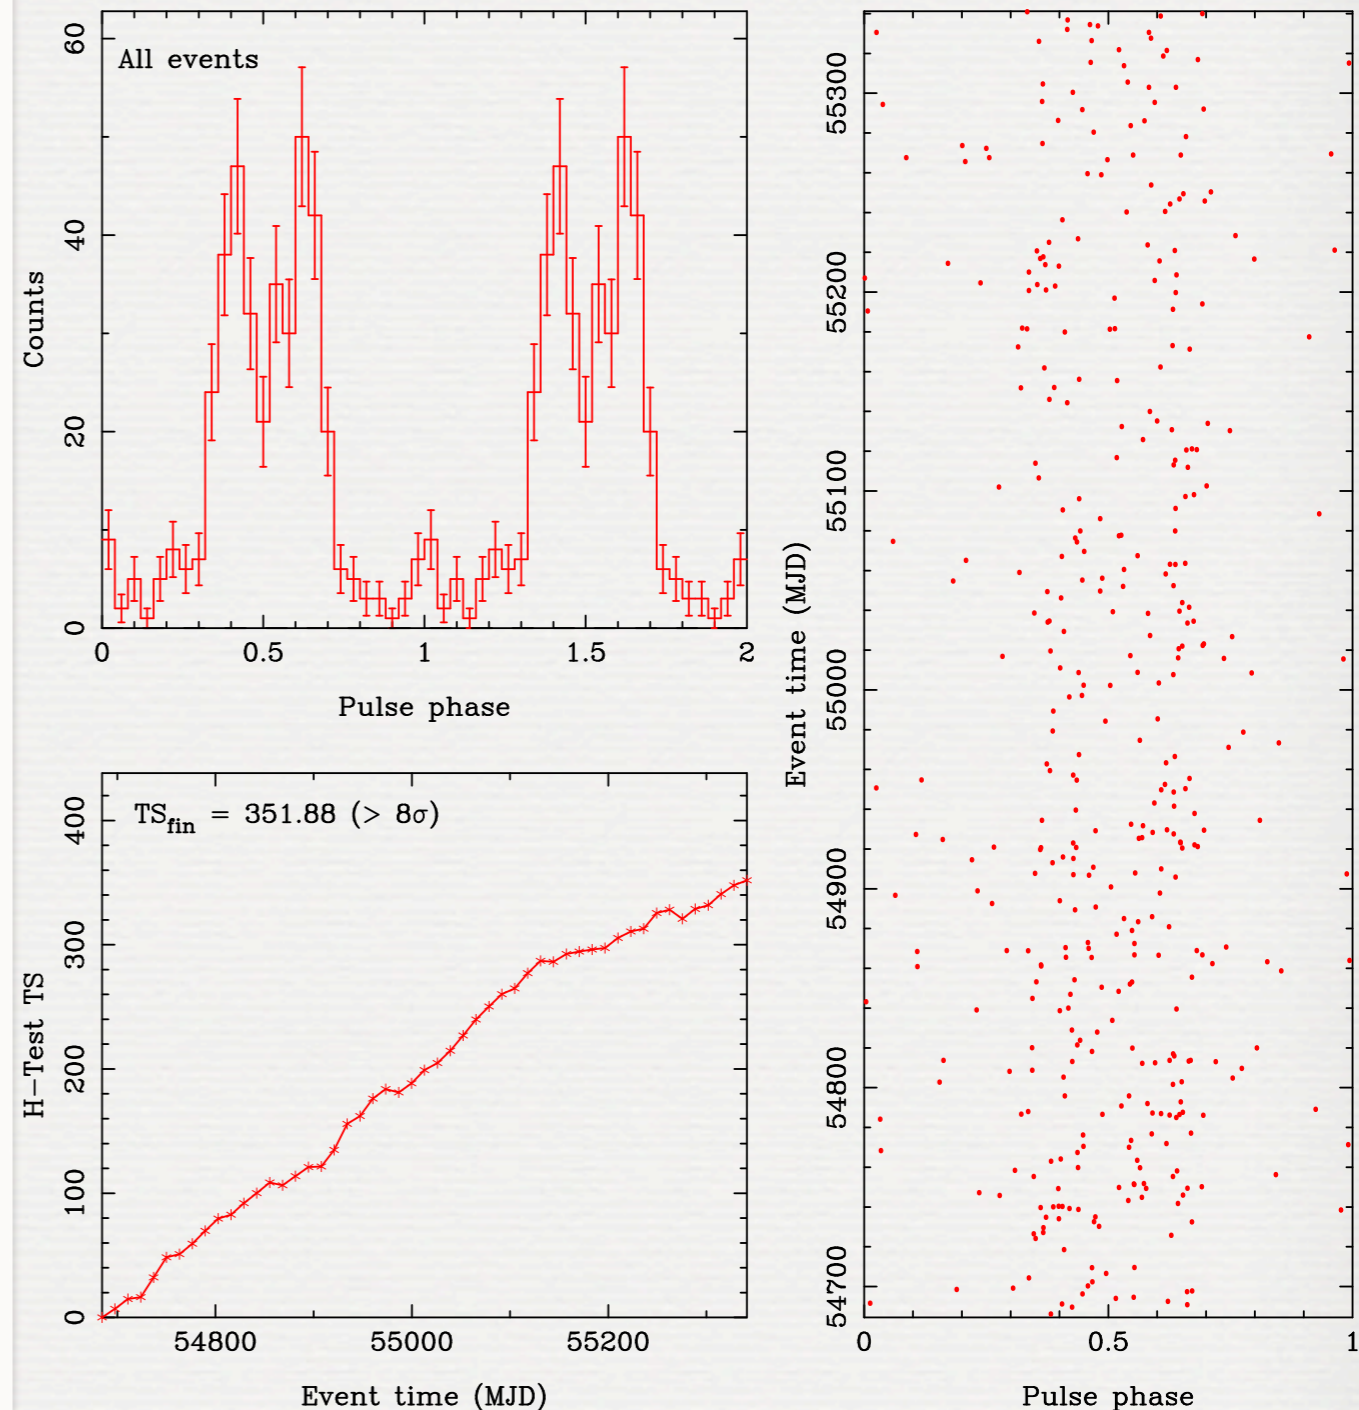 All events
60
40
20
0
Counts
0 0.5 1 1.5 2
Pulse phase
TS_fin = 351.88 (> 8σ)
400
300
200
100
0
H-Test TS
54800 55000 55200
Event time (MJD)
55300
55200
55100
55000
54900
54800
54700
Event time (MJD)
0 0.5 1
Pulse phase